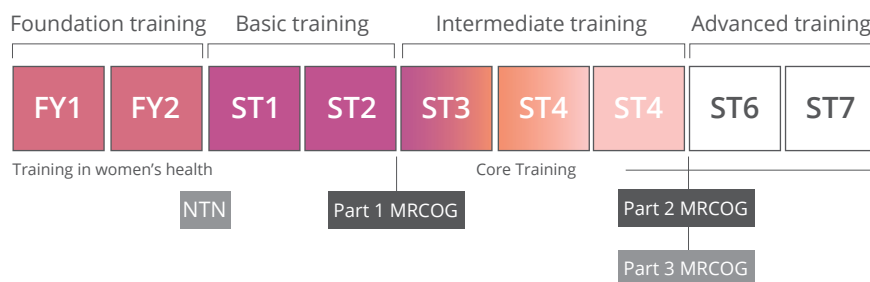 Foundation training Basic training Intermediate training Advanced training
FY1 FY2 ST1 ST2 ST3 ST4 ST4 ST6 ST7
Training in women's health Core Training
NTN Part 1 MRCOG Part 2 MRCOG
Part 3 MRCOG